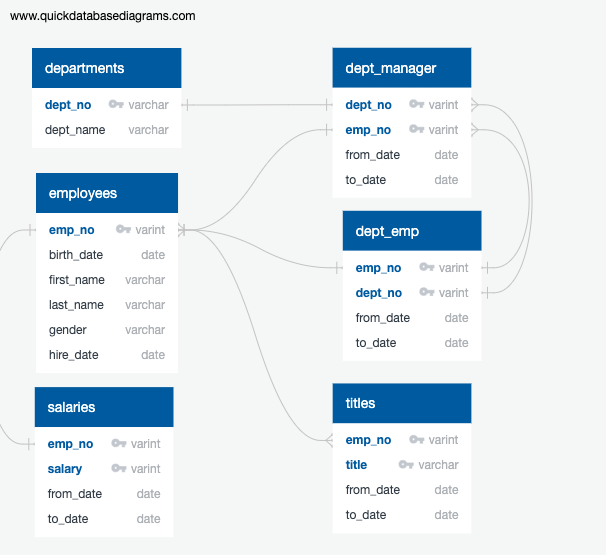 www.quickdatabasediagrams.com
departments
dept_no varchar
dept_name varchar
dept_manager
dept_no varint
emp_no varint
from_date date
to_date date
employees
emp_no varint
birth_date date
first_name varchar
last_name varchar
gender varchar
hire_date date
dept_emp
emp_no varint
dept_no varint
from_date date
to_date date
salaries
emp_no varint
salary varint
from_date date
to_date date
titles
emp_no varint
title varchar
from_date date
to_date date